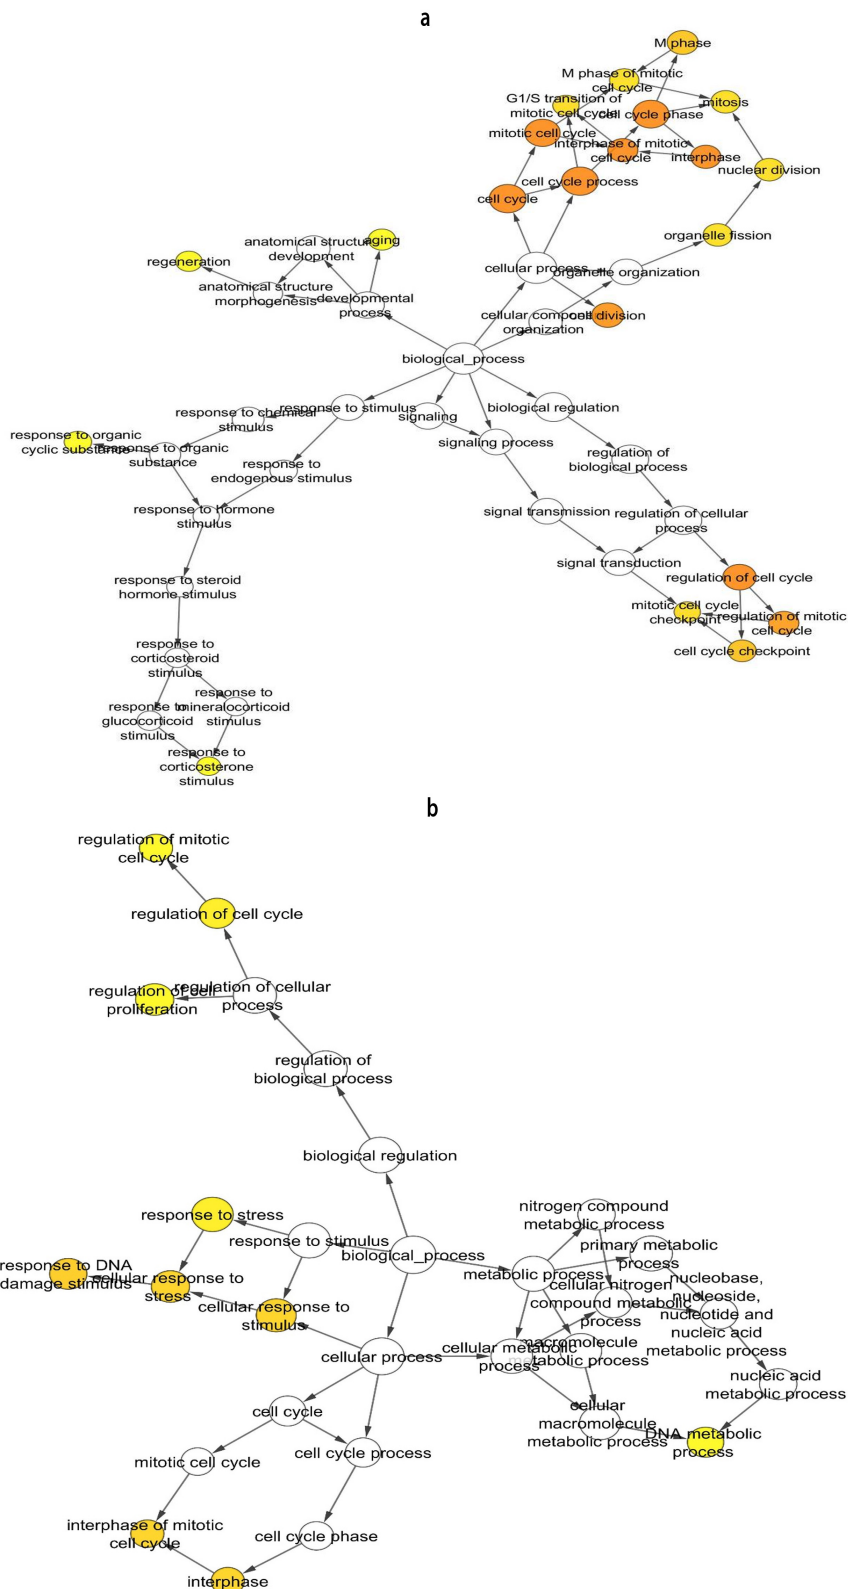 a
M phase
M phase of mitotic
cell cycle
G1/S transition of
mitotic cell cycle
mitosis
cell cycle phase
mitotic cell cycle
interphase of mitotic
cell cycle
interphase
nuclear division
cell cycle process
cell cycle
organelle fission
aging
anatomical structure
development
regeneration
cellular process
organelle organization
anatomical structure
morphogenesis
developmental
process
cellular component
organization
cell division
biological_process
response to chemical
stimulus
response to stimulus
signaling
biological regulation
response to organic
cyclic substance
response to organic
substance
signaling process
response to
endogenous stimulus
regulation of
biological process
response to hormone
stimulus
signal transmission
regulation of cellular
process
signal transduction
response to steroid
hormone stimulus
regulation of cell cycle
mitotic cell cycle
checkpoint
regulation of mitotic
cell cycle
cell cycle checkpoint
response to
corticosteroid
stimulus
response to
glucocorticoid
stimulus
response to
mineralocorticoid
stimulus
response to
corticosterone
stimulus
b
regulation of mitotic
cell cycle
regulation of cell cycle
regulation of cell
proliferation
regulation of cellular
process
regulation of
biological process
biological regulation
response to stress
response to stimulus
biological_process
nitrogen compound
metabolic process
primary metabolic
process
metabolic process
response to DNA
damage stimulus
cellular response to
stress
cellular response to
stimulus
cellular nitrogen
compound metabolic
process
nucleobase,
nucleoside,
nucleotide and
nucleic acid
metabolic process
cellular process
cellular metabolic
process
macromolecule
metabolic process
nucleic acid
metabolic process
cell cycle
cellular
macromolecule
metabolic process
DNA metabolic
process
mitotic cell cycle
cell cycle process
interphase of mitotic
cell cycle
cell cycle phase
interphase